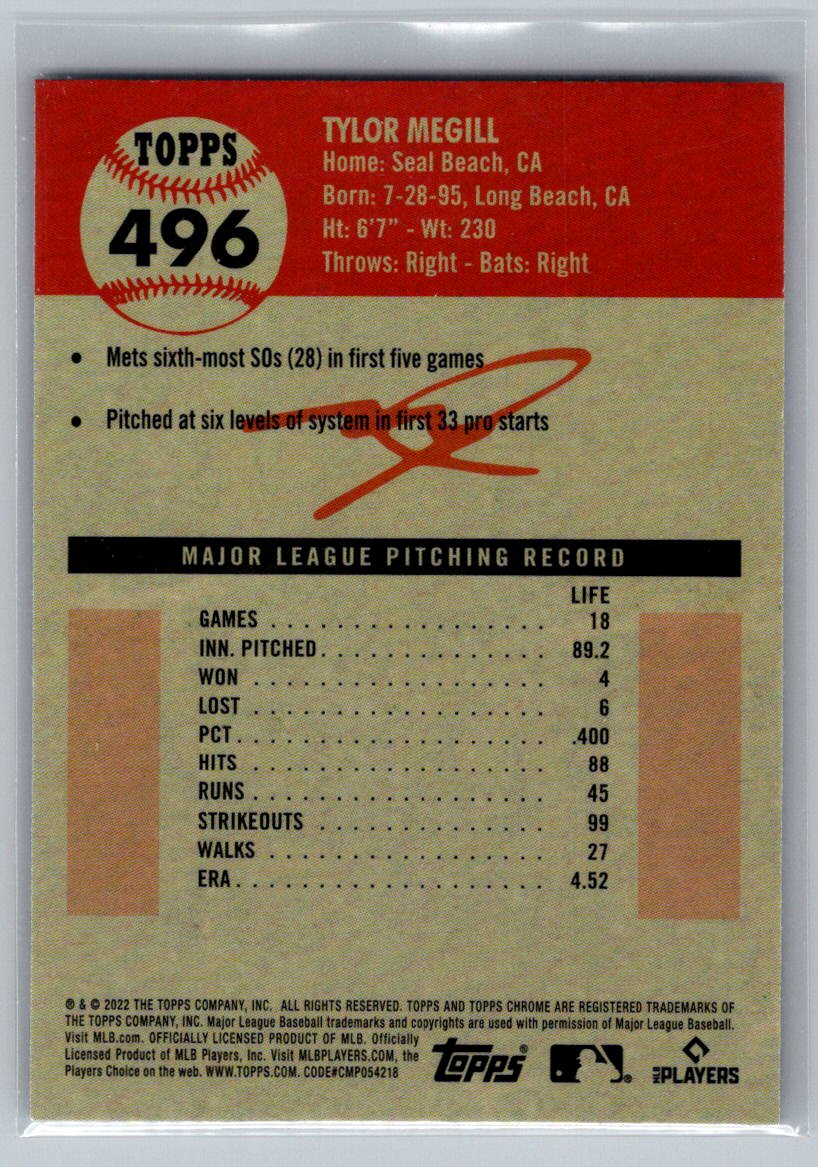 TOPPS
496
TYLOR MEGILL
Home: Seal Beach, CA
Born: 7-28-95, Long Beach, CA
Ht: 6'7" - Wt: 230
Throws: Right - Bats: Right
• Mets sixth-most SOs (28) in first five games
• Pitched at six levels of system in first 33 pro starts
MAJOR LEAGUE PITCHING RECORD
LIFE
GAMES . . . . . . . . . . . . . . . . . . 18
INN. PITCHED. . . . . . . . . . . . . . . 89.2
WON . . . . . . . . . . . . . . . . . . . 4
LOST . . . . . . . . . . . . . . . . . . . 6
PCT. . . . . . . . . . . . . . . . . . . . .400
HITS . . . . . . . . . . . . . . . . . . . 88
RUNS . . . . . . . . . . . . . . . . . . . 45
STRIKEOUTS . . . . . . . . . . . . . . . 99
WALKS . . . . . . . . . . . . . . . . . . 27
ERA. . . . . . . . . . . . . . . . . . . . 4.52
® & © 2022 THE TOPPS COMPANY, INC. ALL RIGHTS RESERVED. TOPPS AND TOPPS CHROME ARE REGISTERED TRADEMARKS OF
THE TOPPS COMPANY, INC. Major League Baseball trademarks and copyrights are used with permission of Major League Baseball.
Visit MLB.com. OFFICIALLY LICENSED PRODUCT OF MLB. Officially
Licensed Product of MLB Players, Inc. Visit MLBPLAYERS.COM, the
Players Choice on the web. WWW.TOPPS.COM. CODE#CMP054218
topps®
®
MLB PLAYERS